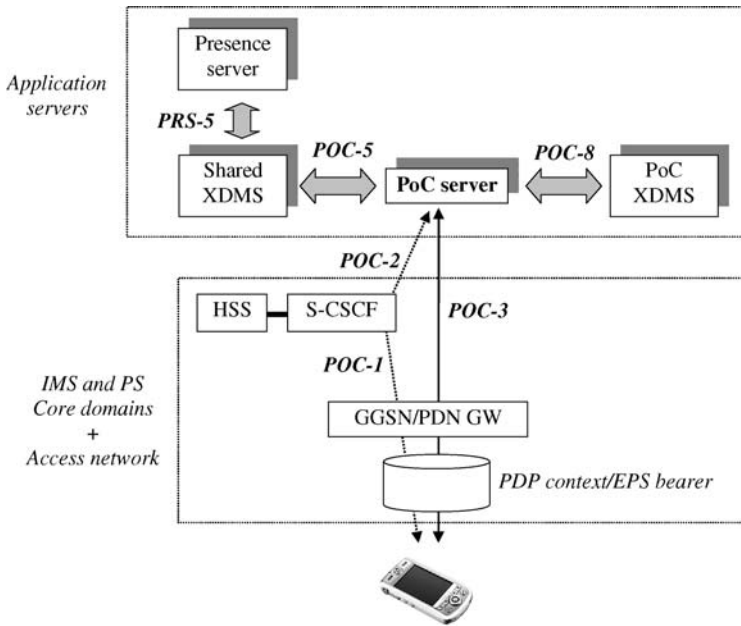 Presence
server
Application
servers
PRS-5
POC-5
POC-8
Shared
XDMS
PoC server
PoC
XDMS
POC-2
HSS
S-CSCF
POC-3
POC-1
IMS and PS
Core domains
+
Access network
GGSN/PDN GW
PDP context/EPS bearer